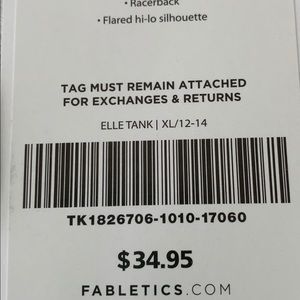 • Racerback
• Flared hi-lo silhouette
TAG MUST REMAIN ATTACHED
FOR EXCHANGES & RETURNS
ELLE TANK | XL/12-14
TK1826706-1010-17060
$34.95
FABLETICS.COM